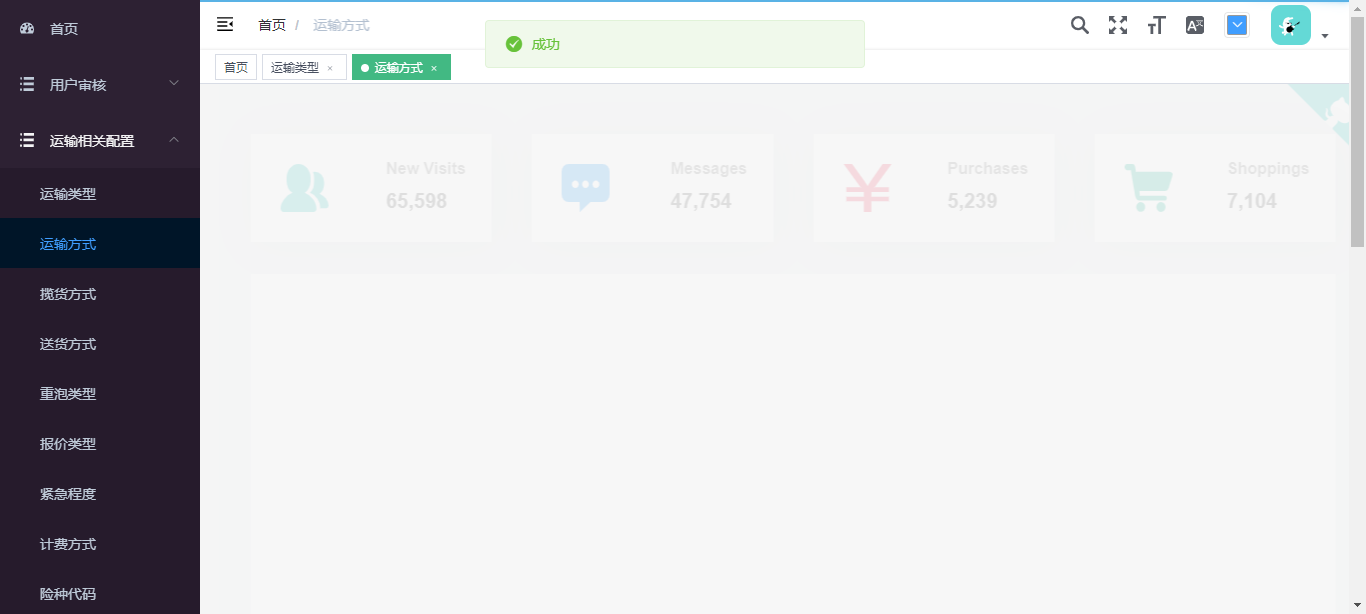 首页
用户审核
运输相关配置
运输类型
运输方式
揽货方式
送货方式
重泡类型
报价类型
紧急程度
计费方式
险种代码
首页 / 运输方式
成功
首页 运输类型 × 运输方式 ×
New Visits
65,598
Messages
47,754
Purchases
5,239
Shoppings
7,104